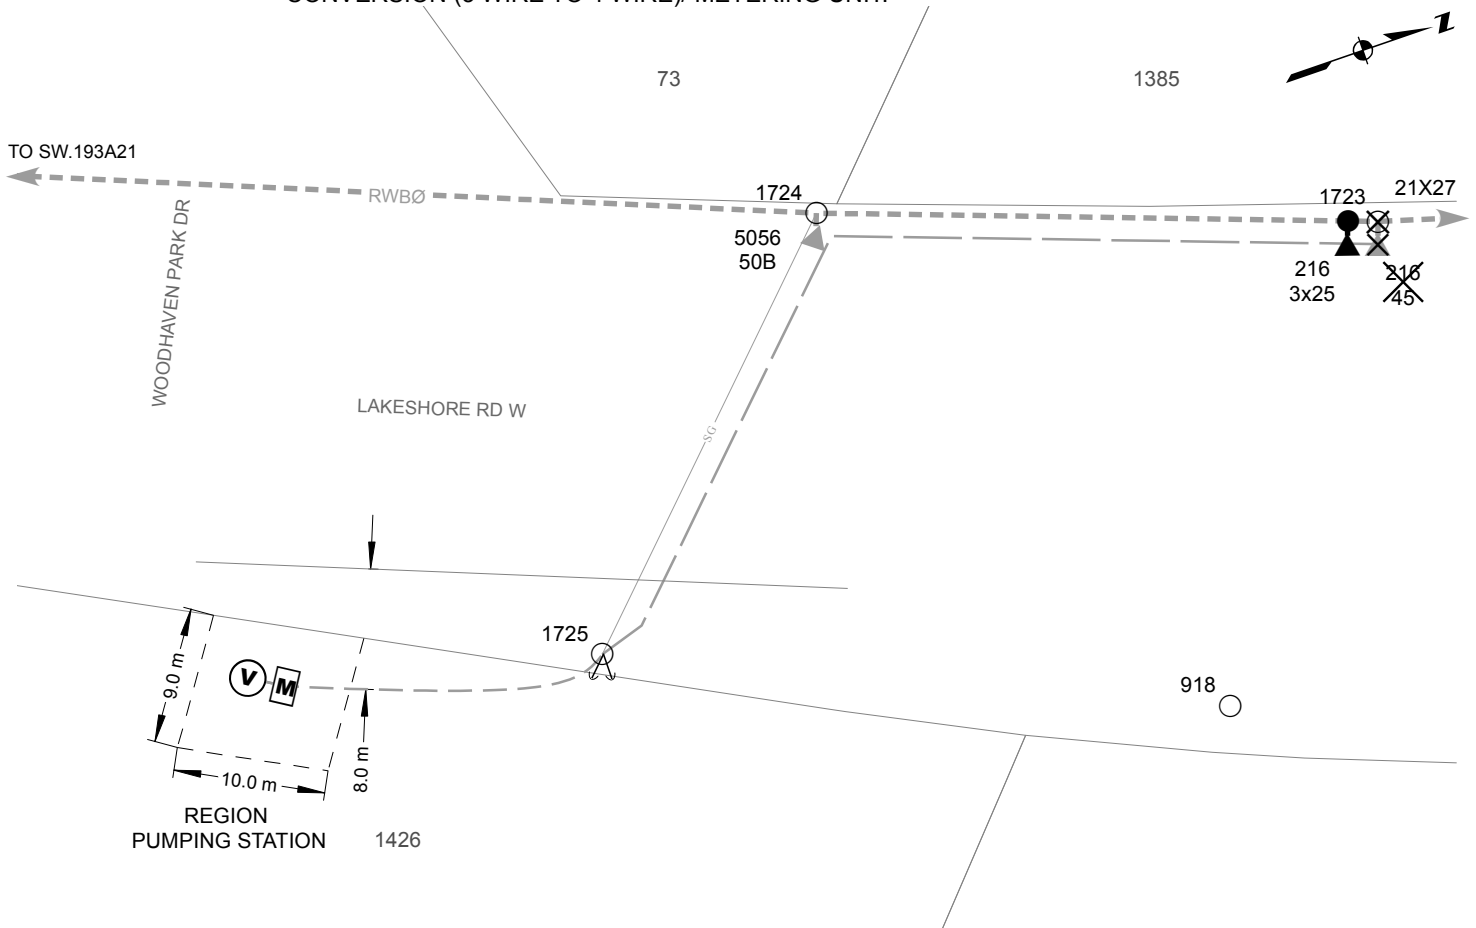 73
1385
Z
TO SW.193A21
RWBØ
1724
1723
21X27
5056
50B
216
3x25
216
45
WOODHAVEN PARK DR
LAKESHORE RD W
SG
1725
918
V
M
9.0 m
10.0 m
8.0 m
REGION
PUMPING STATION
1426